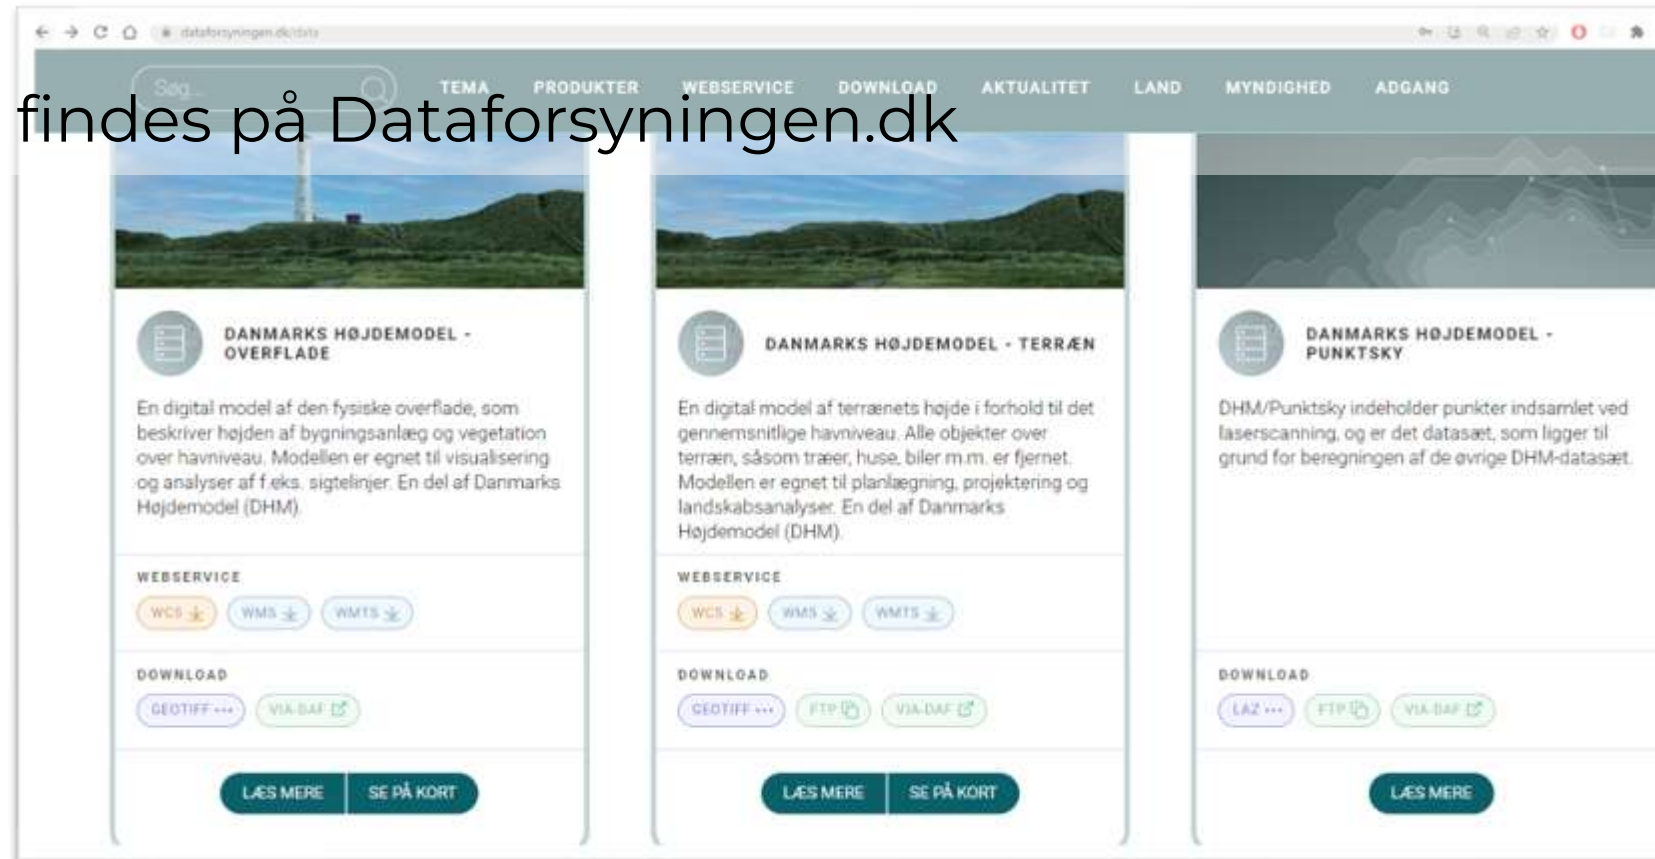 dataforsyningen.dk/data
Søg...
TEMA
PRODUKTER
WEBSERVICE
DOWNLOAD
AKTUALITET
LAND
MYNDIGHED
ADGANG
findes på Dataforsyningen.dk
DANMARKS HØJDEMODEL -
OVERFLADE
En digital model af den fysiske overflade, som
beskriver højden af bygningsanlæg og vegetation
over havniveau. Modellen er egnet til visualisering
og analyser af f.eks. sigtelinjer. En del af Danmarks
Højdemodel (DHM).
WEBSERVICE
WCS
WMS
WMTS
DOWNLOAD
GEOTIFF ...
VIA-DAF
LÆS MERE
SE PÅ KORT
DANMARKS HØJDEMODEL - TERRÆN
En digital model af terrænets højde i forhold til det
gennemsnitlige havniveau. Alle objekter over
terræn, såsom træer, huse, biler m.m. er fjernet.
Modellen er egnet til planlægning, projektering og
landskabsanalyser. En del af Danmarks
Højdemodel (DHM).
WEBSERVICE
WCS
WMS
WMTS
DOWNLOAD
GEOTIFF ...
FTP
VIA-DAF
LÆS MERE
SE PÅ KORT
DANMARKS HØJDEMODEL -
PUNKTSKY
DHM/Punktsky indeholder punkter indsamlet ved
laserscanning, og er det datasæt, som ligger til
grund for beregningen af de øvrige DHM-datasæt.
DOWNLOAD
LAZ ...
FTP
VIA-DAF
LÆS MERE